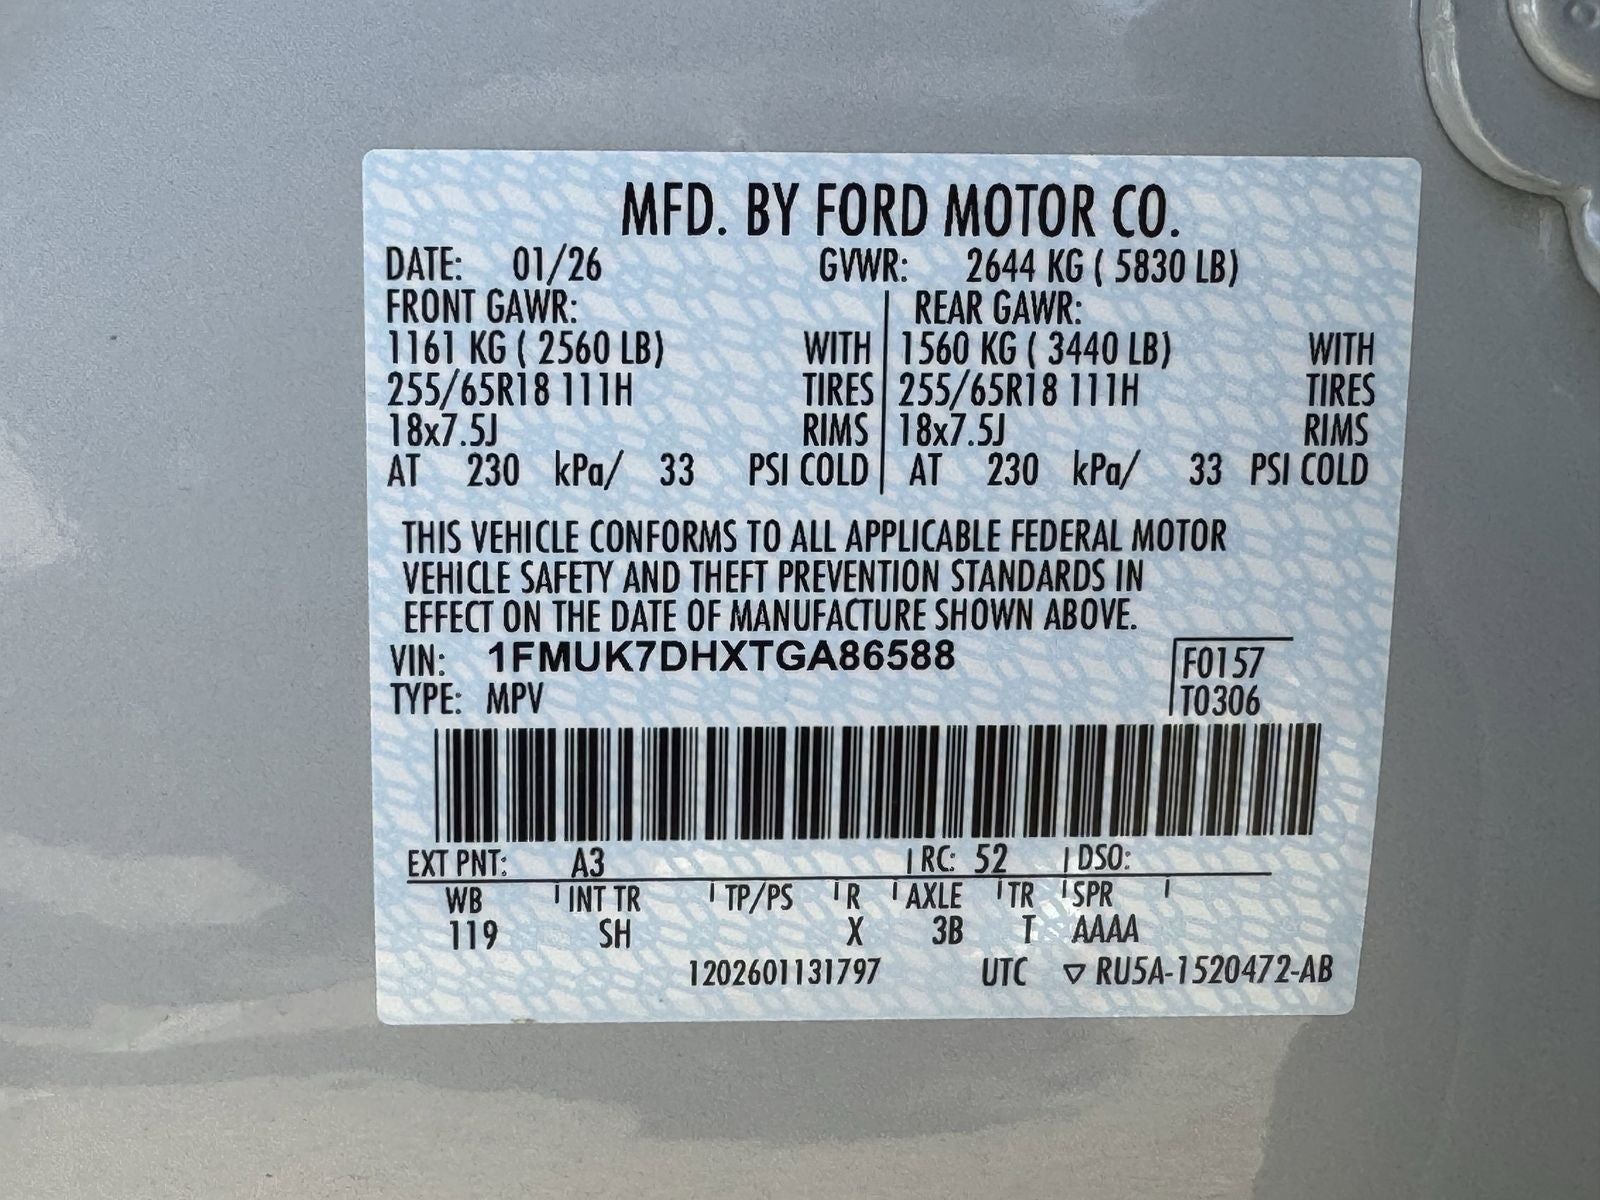 MFD. BY FORD MOTOR CO.
DATE: 01/26 GVWR: 2644 KG ( 5830 LB)
FRONT GAWR: REAR GAWR:
1161 KG ( 2560 LB) WITH 1560 KG ( 3440 LB) WITH
255/65R18 111H TIRES 255/65R18 111H TIRES
18x7.5J RIMS 18x7.5J RIMS
AT 230 kPa/ 33 PSI COLD AT 230 kPa/ 33 PSI COLD
THIS VEHICLE CONFORMS TO ALL APPLICABLE FEDERAL MOTOR
VEHICLE SAFETY AND THEFT PREVENTION STANDARDS IN
EFFECT ON THE DATE OF MANUFACTURE SHOWN ABOVE.
VIN: 1FMUK7DHXTGA86588 F0157
TYPE: MPV T0306
EXT PNT: A3 RC: 52 DSO:
WB INT TR TP/PS R AXLE TR SPR
119 SH X 3B T AAAA
1202601131797 UTC ▽ RU5A-1520472-AB